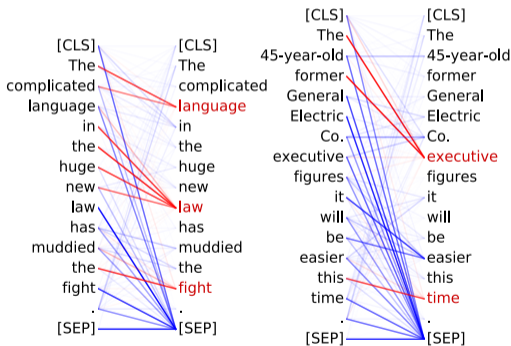 [CLS] [CLS]
The The
complicated complicated
language language
in in
the the
huge huge
new new
law law
has has
muddied muddied
the the
fight fight
. .
[SEP] [SEP]
[CLS] [CLS]
The The
45-year-old 45-year-old
former former
General General
Electric Electric
Co. Co.
executive executive
figures figures
it it
will will
be be
easier easier
this this
time time
. .
[SEP] [SEP]